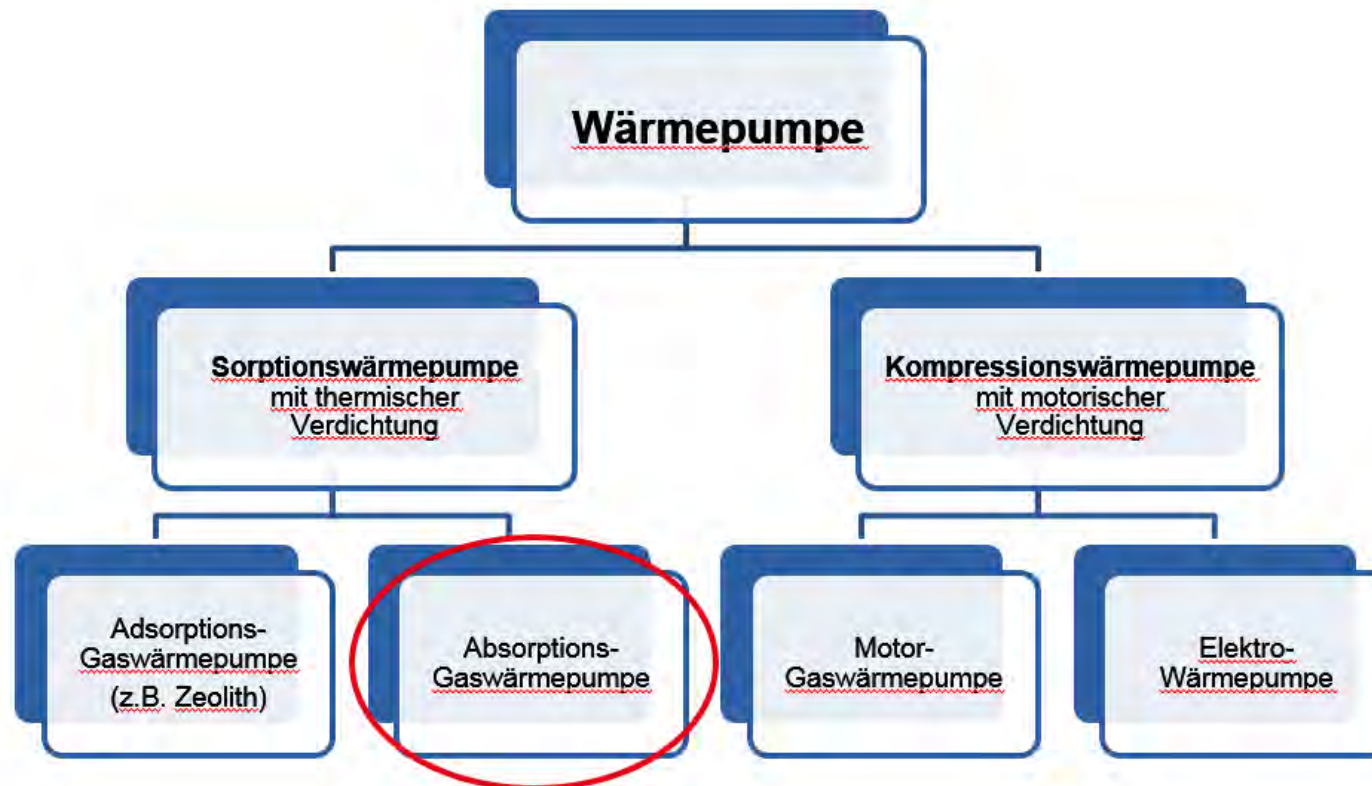 Wärmepumpe
Sorptionswärmepumpe
mit thermischer
Verdichtung
Kompressionswärmepumpe
mit motorischer
Verdichtung
Adsorptions-
Gaswärmepumpe
(z.B. Zeolith)
Absorptions-
Gaswärmepumpe
Motor-
Gaswärmepumpe
Elektro-
Wärmepumpe